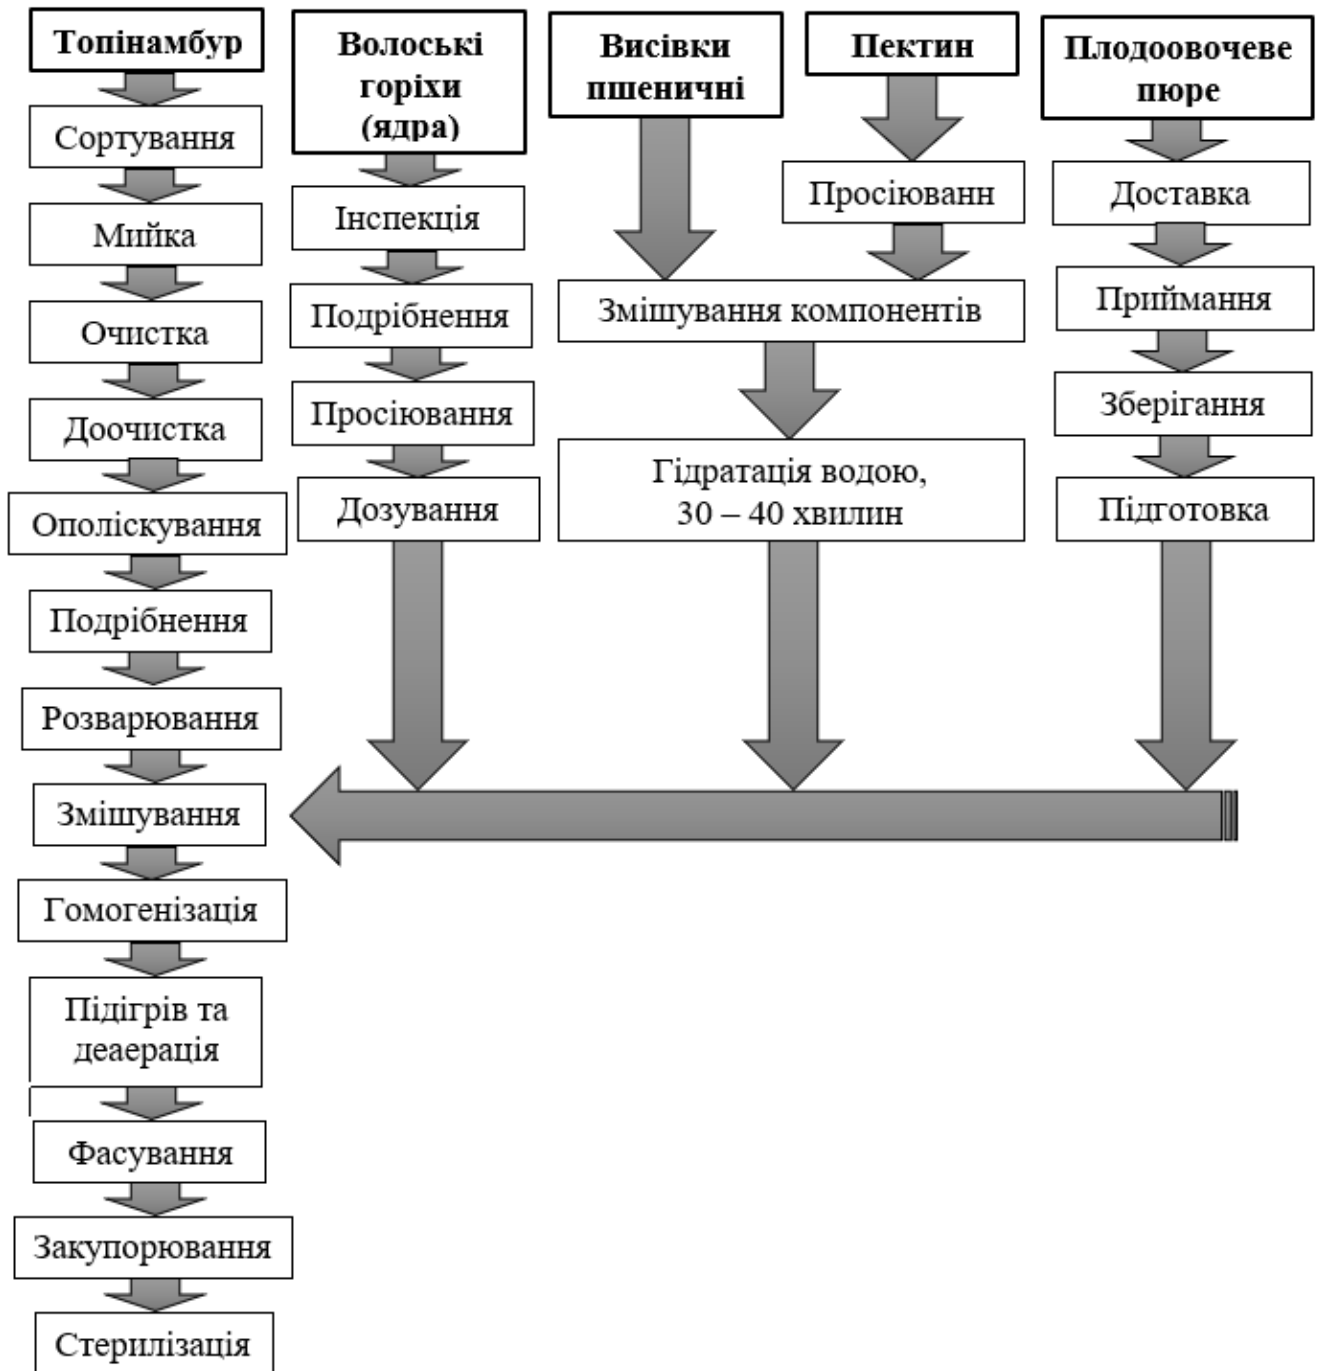 Топінамбур
Сортування
Мийка
Очистка
Доочистка
Ополіскування
Подрібнення
Розварювання
Змішування
Гомогенізація
Підігрів та
деаерація
Фасування
Закупорювання
Стерилізація
Волоські
горіхи
(ядра)
Інспекція
Подрібнення
Просіювання
Дозування
Висівки
пшеничні
Пектин
Просіюванн
Змішування компонентів
Гідратація водою,
30 – 40 хвилин
Плодоовочеве
пюре
Доставка
Приймання
Зберігання
Підготовка